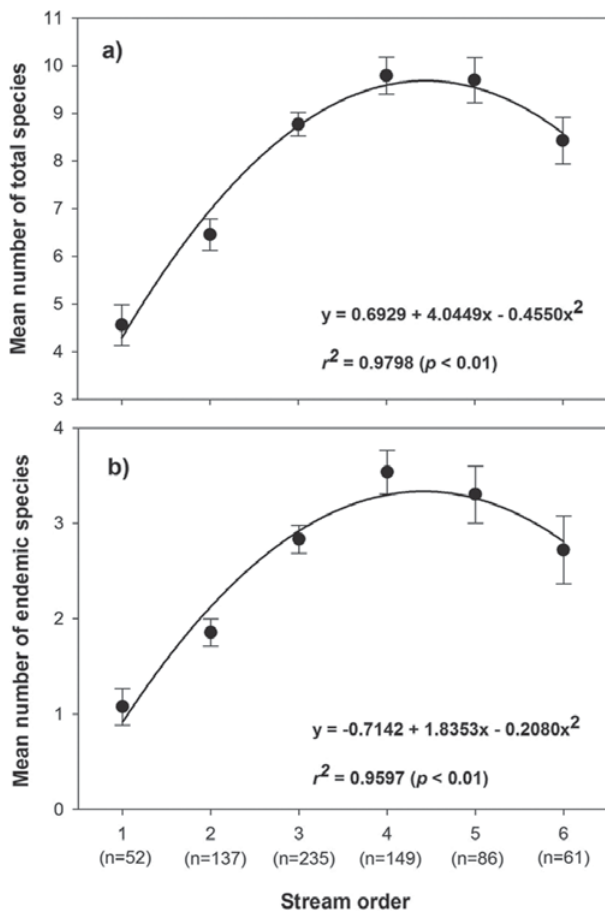 a)
Mean number of total species
11
10
9
8
7
6
5
4
3
y = 0.6929 + 4.0449x - 0.4550x²
r² = 0.9798 (p < 0.01)
b)
Mean number of endemic species
4
3
2
1
0
y = -0.7142 + 1.8353x - 0.2080x²
r² = 0.9597 (p < 0.01)
1 2 3 4 5 6
(n=52) (n=137) (n=235) (n=149) (n=86) (n=61)
Stream order